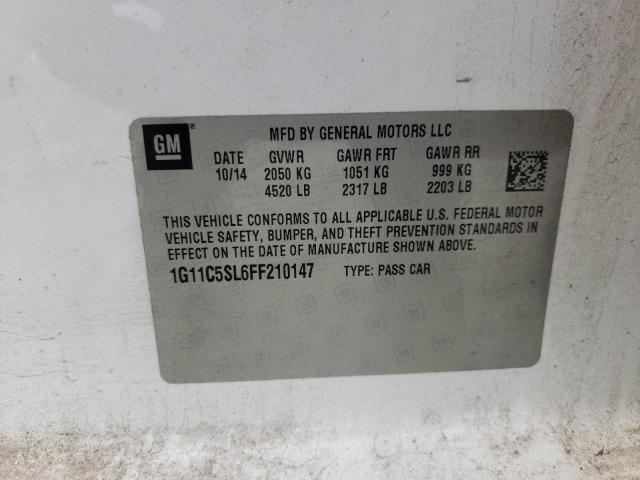 GM
MFD BY GENERAL MOTORS LLC
DATE GVWR GAWR FRT GAWR RR
10/14 2050 KG 1051 KG 999 KG
4520 LB 2317 LB 2203 LB
THIS VEHICLE CONFORMS TO ALL APPLICABLE U.S. FEDERAL MOTOR
VEHICLE SAFETY, BUMPER, AND THEFT PREVENTION STANDARDS IN
EFFECT ON THE DATE OF MANUFACTURE SHOWN ABOVE.
1G11C5SL6FF210147 TYPE: PASS CAR